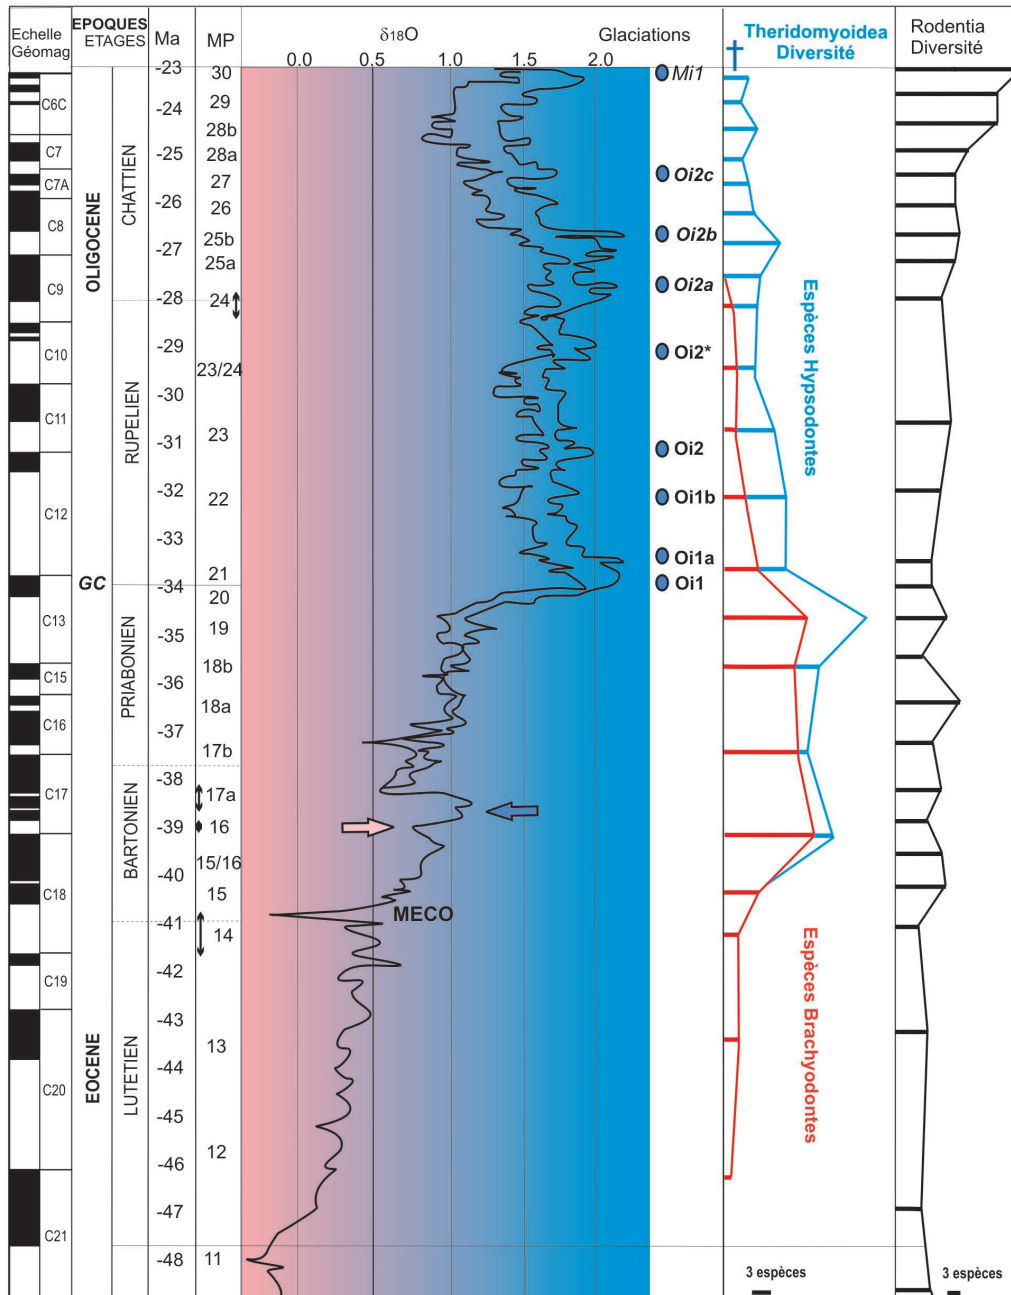 Echelle
Géomag
EPOQUES
ETAGES
Ma
MP
δ18O
Glaciations
Theridomyoidea
Diversité
Rodentia
Diversité
0.0
0.5
1.0
1.5
2.0
C6C
C7
C7A
C8
C9
C10
C11
C12
C13
C15
C16
C17
C18
C19
C20
C21
OLIGOCENE
GC
EOCENE
CHATTIEN
RUPELIEN
PRIABONIEN
BARTONIEN
LUTETIEN
-23
-24
-25
-26
-27
-28
-29
-30
-31
-32
-33
-34
-35
-36
-37
-38
-39
-40
-41
-42
-43
-44
-45
-46
-47
-48
30
29
28b
28a
27
26
25b
25a
24
23/24
23
22
21
20
19
18b
18a
17b
17a
16
15/16
15
14
13
12
11
MECO
Mi1
Oi2c
Oi2b
Oi2a
Oi2*
Oi2
Oi1b
Oi1a
Oi1
Espèces Hypsodontes
Espèces Brachyodontes
3 espèces
3 espèces